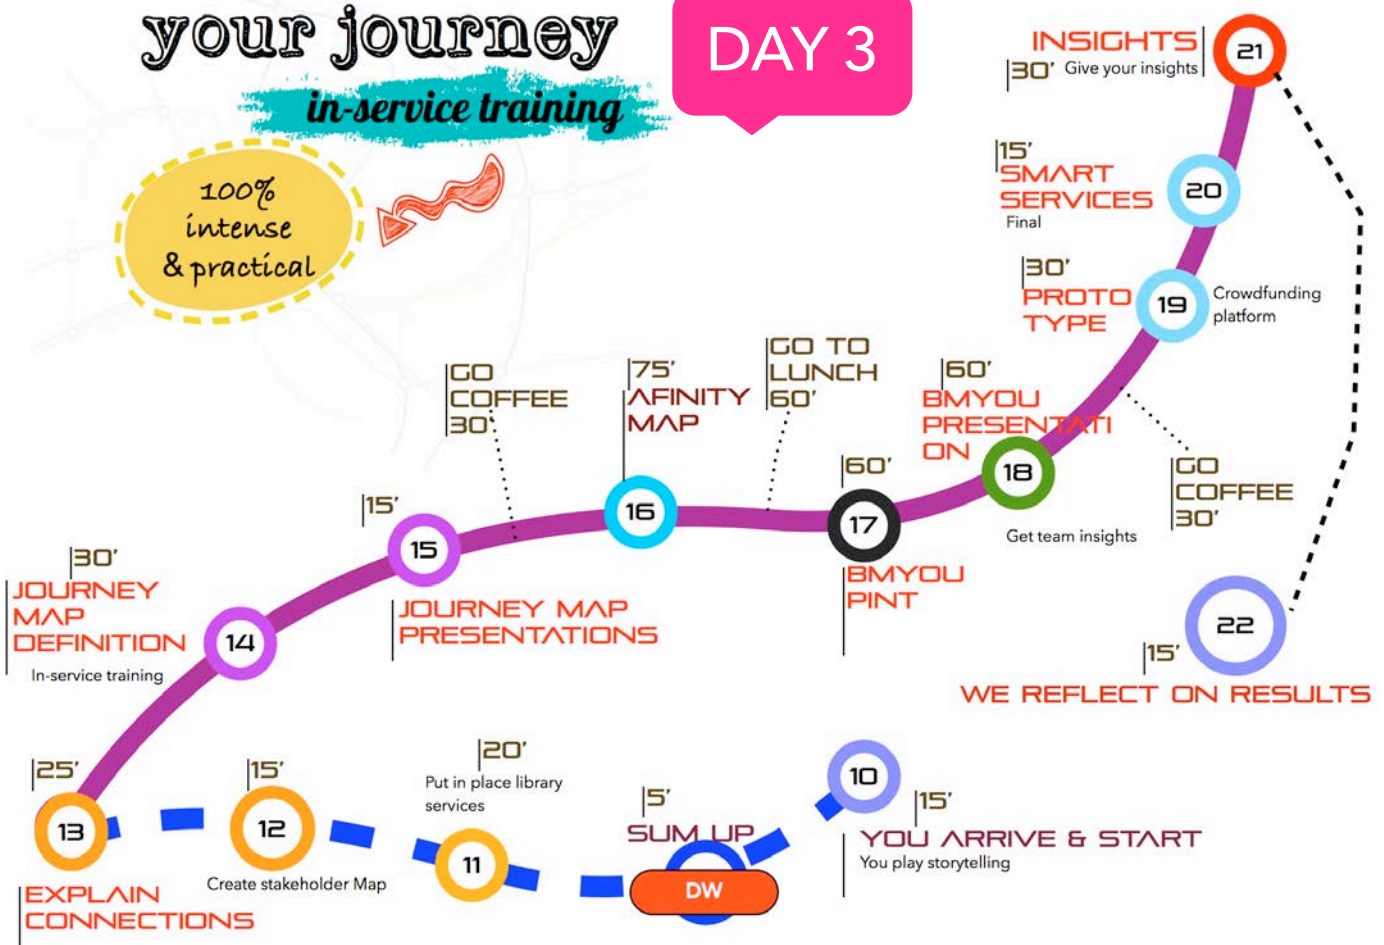 your journey
in-service training
DAY 3
100%
intense
& practical
INSIGHTS
30'
Give your insights
21
15'
SMART
SERVICES
Final
20
30'
PROTO
TYPE
19
Crowdfunding
platform
GO
COFFEE
30'
75'
AFINITY
MAP
16
GO TO
LUNCH
60'
60'
BMYOU
PRESENTATI
ON
18
Get team insights
GO
COFFEE
30'
60'
17
BMYOU
PINT
15'
15
JOURNEY MAP
PRESENTATIONS
30'
JOURNEY
MAP
DEFINITION
In-service training
14
22
15'
WE REFLECT ON RESULTS
25'
13
EXPLAIN
CONNECTIONS
15'
12
Create stakeholder Map
20'
Put in place library
services
11
5'
SUM UP
DW
10
15'
YOU ARRIVE & START
You play storytelling